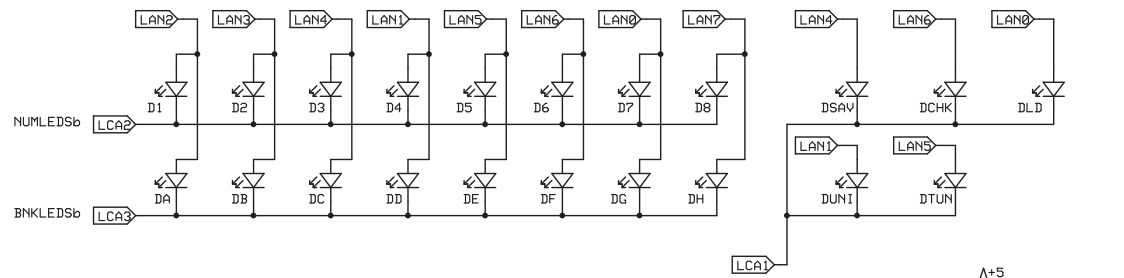 LAN2 LAN3 LAN4 LAN1 LAN5 LAN6 LAN0 LAN7 LAN4 LAN6 LAN0
D1 D2 D3 D4 D5 D6 D7 D8 DSAV DCHK DLD
NUMLEDSb LCA2
LAN1 LAN5
DA DB DC DD DE DF DG DH DUNI DTUN
BNKLEDSb LCA3
LCA1
+5